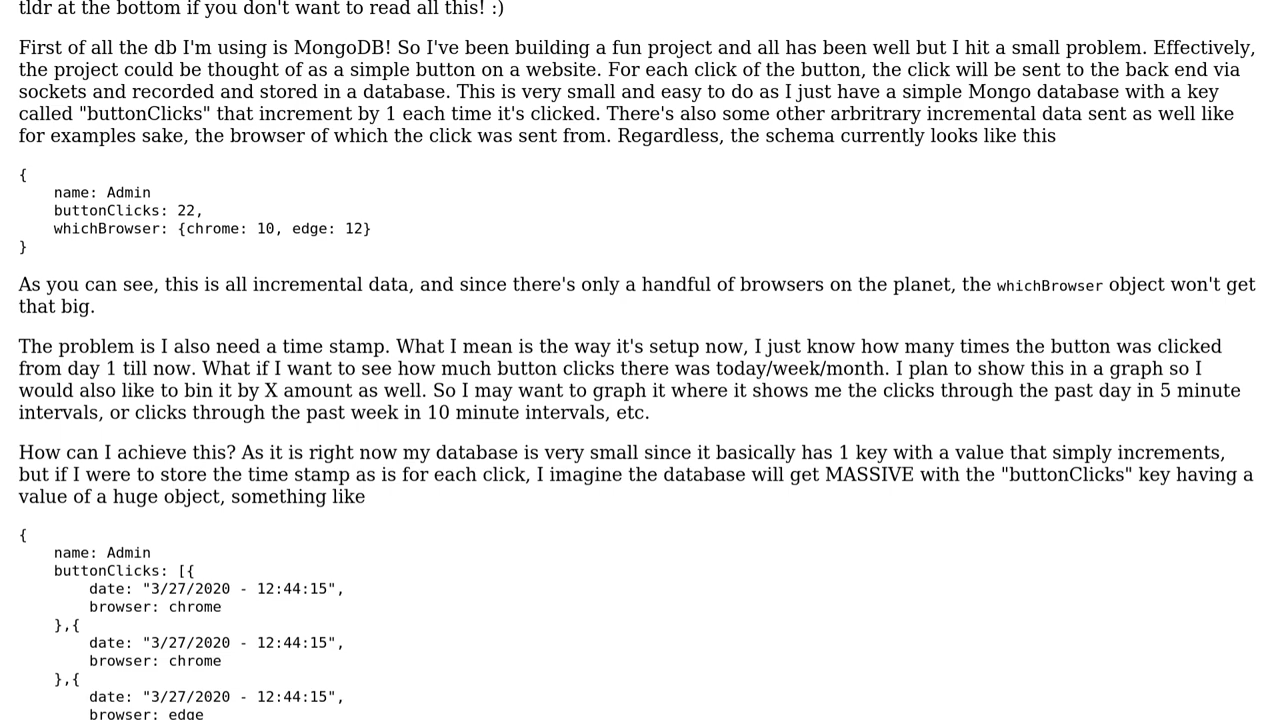 tldr at the bottom if you don't want to read all this! :)
First of all the db I'm using is MongoDB! So I've been building a fun project and all has been well but I hit a small problem. Effectively,
the project could be thought of as a simple button on a website. For each click of the button, the click will be sent to the back end via
sockets and recorded and stored in a database. This is very small and easy to do as I just have a simple Mongo database with a key
called "buttonClicks" that increment by 1 each time it's clicked. There's also some other arbritrary incremental data sent as well like
for examples sake, the browser of which the click was sent from. Regardless, the schema currently looks like this
{
    name: Admin
    buttonClicks: 22,
    whichBrowser: {chrome: 10, edge: 12}
}
As you can see, this is all incremental data, and since there's only a handful of browsers on the planet, the whichBrowser object won't get
that big.
The problem is I also need a time stamp. What I mean is the way it's setup now, I just know how many times the button was clicked
from day 1 till now. What if I want to see how much button clicks there was today/week/month. I plan to show this in a graph so I
would also like to bin it by X amount as well. So I may want to graph it where it shows me the clicks through the past day in 5 minute
intervals, or clicks through the past week in 10 minute intervals, etc.
How can I achieve this? As it is right now my database is very small since it basically has 1 key with a value that simply increments,
but if I were to store the time stamp as is for each click, I imagine the database will get MASSIVE with the "buttonClicks" key having a
value of a huge object, something like
{
    name: Admin
    buttonClicks: [{
        date: "3/27/2020 - 12:44:15",
        browser: chrome
    },{
        date: "3/27/2020 - 12:44:15",
        browser: chrome
    },{
        date: "3/27/2020 - 12:44:15",
        browser: edge